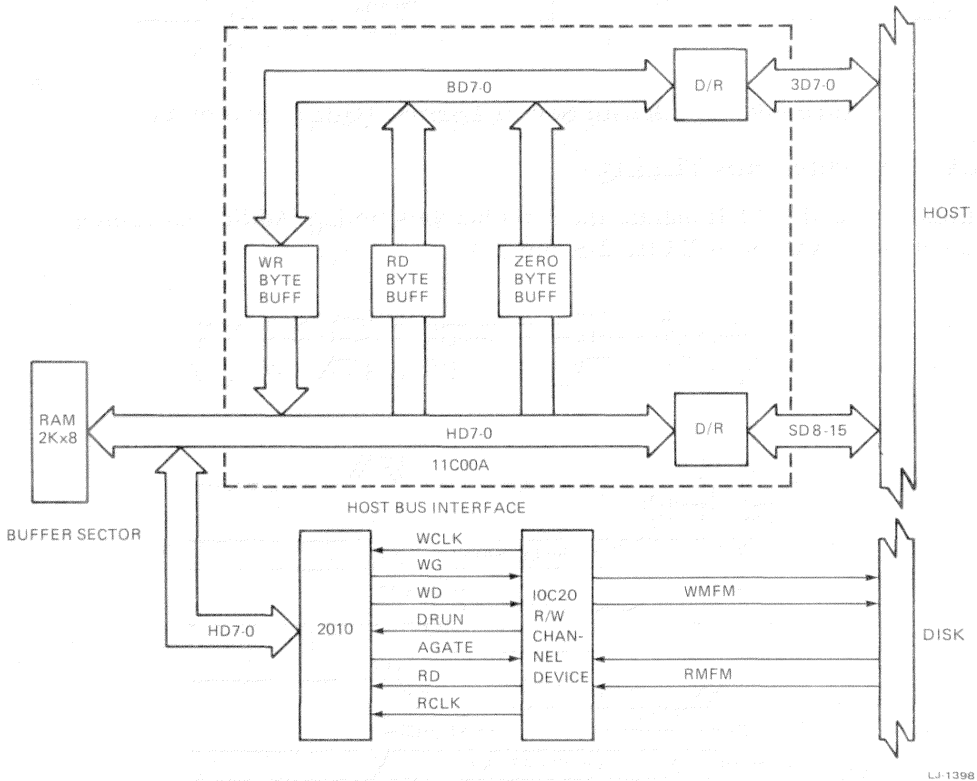 BD7-0
D/R
3D7-0
HOST
WR
BYTE
BUFF
RD
BYTE
BUFF
ZERO
BYTE
BUFF
RAM
2Kx8
HD7-0
D/R
SD8-15
11C00A
HOST BUS INTERFACE
BUFFER SECTOR
WCLK
WG
WD
DRUN
AGATE
RD
RCLK
HD7-0
2010
I0C20
R/W
CHAN-
NEL
DEVICE
WMFM
RMFM
DISK
LJ-1398